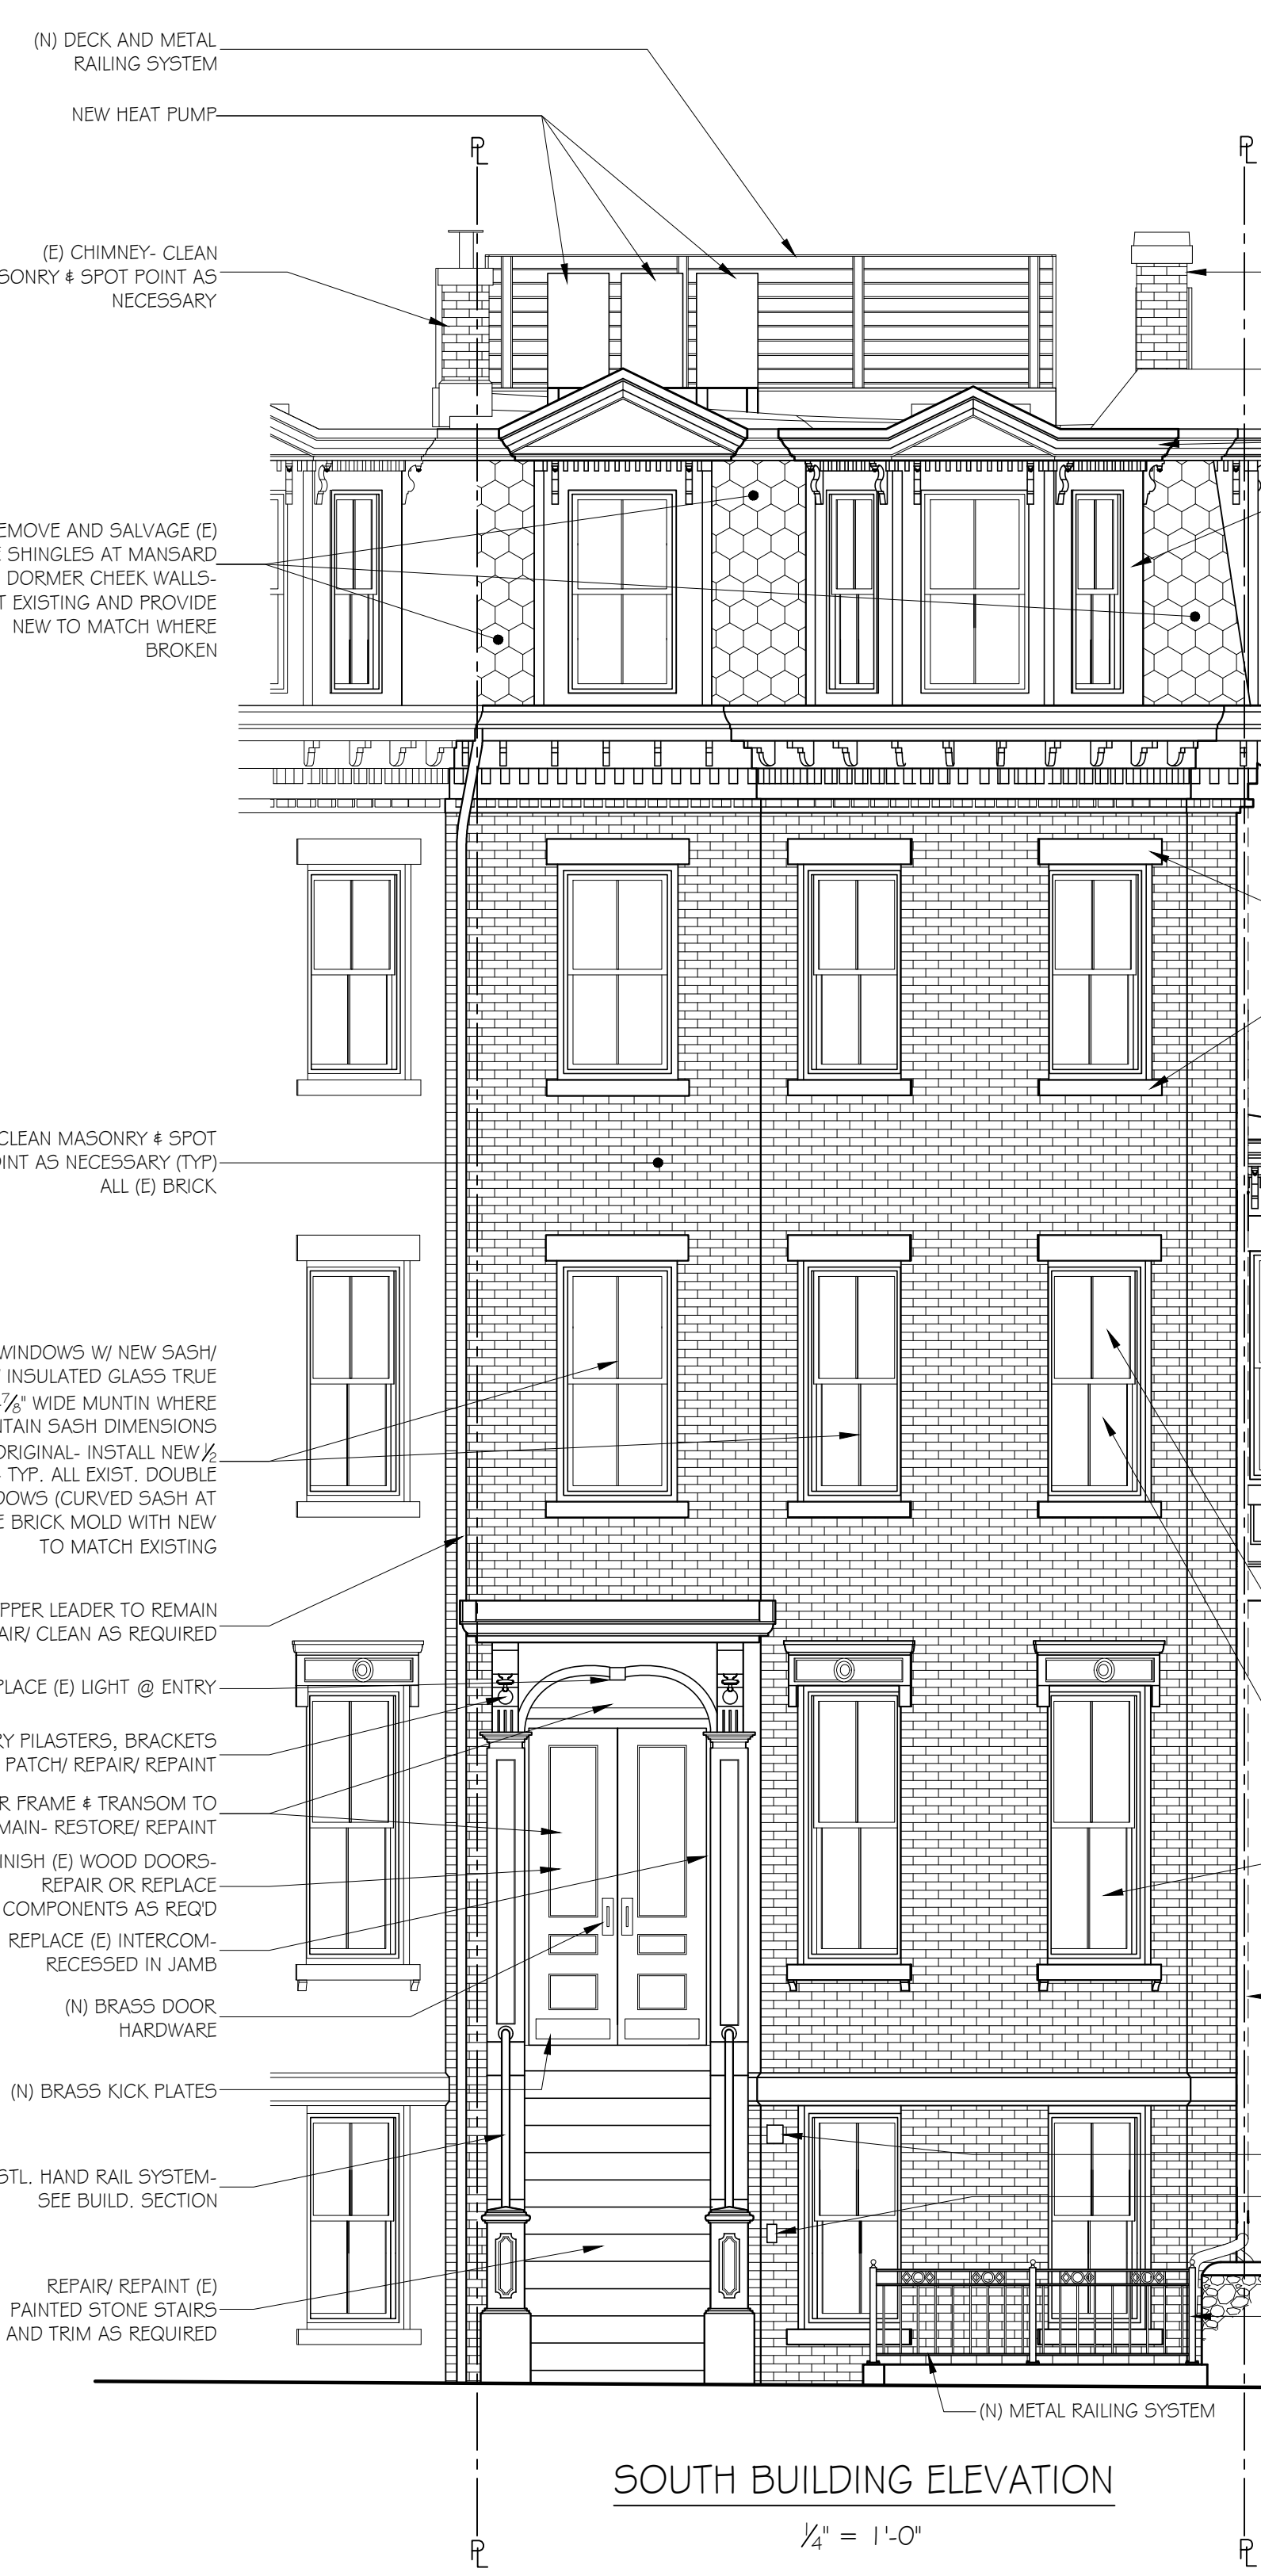 (N) DECK AND METAL
RAILING SYSTEM
NEW HEAT PUMP
PL
PL
(E) CHIMNEY- CLEAN
SONRY & SPOT POINT AS
NECESSARY
EMOVE AND SALVAGE (E)
E SHINGLES AT MANSARD
DORMER CHEEK WALLS-
T EXISTING AND PROVIDE
NEW TO MATCH WHERE
BROKEN
CLEAN MASONRY & SPOT
OINT AS NECESSARY (TYP)
ALL (E) BRICK
WINDOWS W/ NEW SASH/
INSULATED GLASS TRUE
7/8" WIDE MUNTIN WHERE
NTAIN SASH DIMENSIONS
ORIGINAL- INSTALL NEW 1/2
TYP. ALL EXIST. DOUBLE
DOWS (CURVED SASH AT
E BRICK MOLD WITH NEW
TO MATCH EXISTING
PPER LEADER TO REMAIN
AIR/ CLEAN AS REQUIRED
PLACE (E) LIGHT @ ENTRY
RY PILASTERS, BRACKETS
PATCH/ REPAIR/ REPAINT
R FRAME & TRANSOM TO
MAIN- RESTORE/ REPAINT
INISH (E) WOOD DOORS-
REPAIR OR REPLACE
COMPONENTS AS REQ'D
REPLACE (E) INTERCOM-
RECESSED IN JAMB
(N) BRASS DOOR
HARDWARE
(N) BRASS KICK PLATES
STL. HAND RAIL SYSTEM-
SEE BUILD. SECTION
REPAIR/ REPAINT (E)
PAINTED STONE STAIRS
AND TRIM AS REQUIRED
(N) METAL RAILING SYSTEM
SOUTH BUILDING ELEVATION
1/4" = 1'-0"
PL
PL